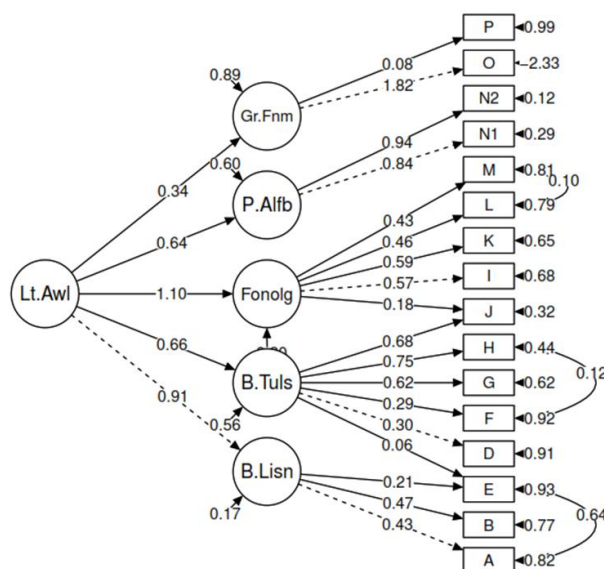 P 0.99
0.08
0.89 O -2.33
1.82
Gr.Fnm N2 0.12
0.94 N1 0.29
0.60 0.84
0.34 M 0.81
0.10
P.Alfb L 0.79
0.64 0.43
0.46 K 0.65
0.59
Lt.Awl 1.10 Fonolg 0.57 I 0.68
0.18 J 0.32
0.66 0.68 H 0.44
0.75
B.Tuls 0.62 G 0.62 0.12
0.91 0.29 F 0.92
0.56 0.30 D 0.91
0.06
B.Lisn 0.21 E 0.93
0.47 0.64
0.17 0.43 B 0.77
A 0.82